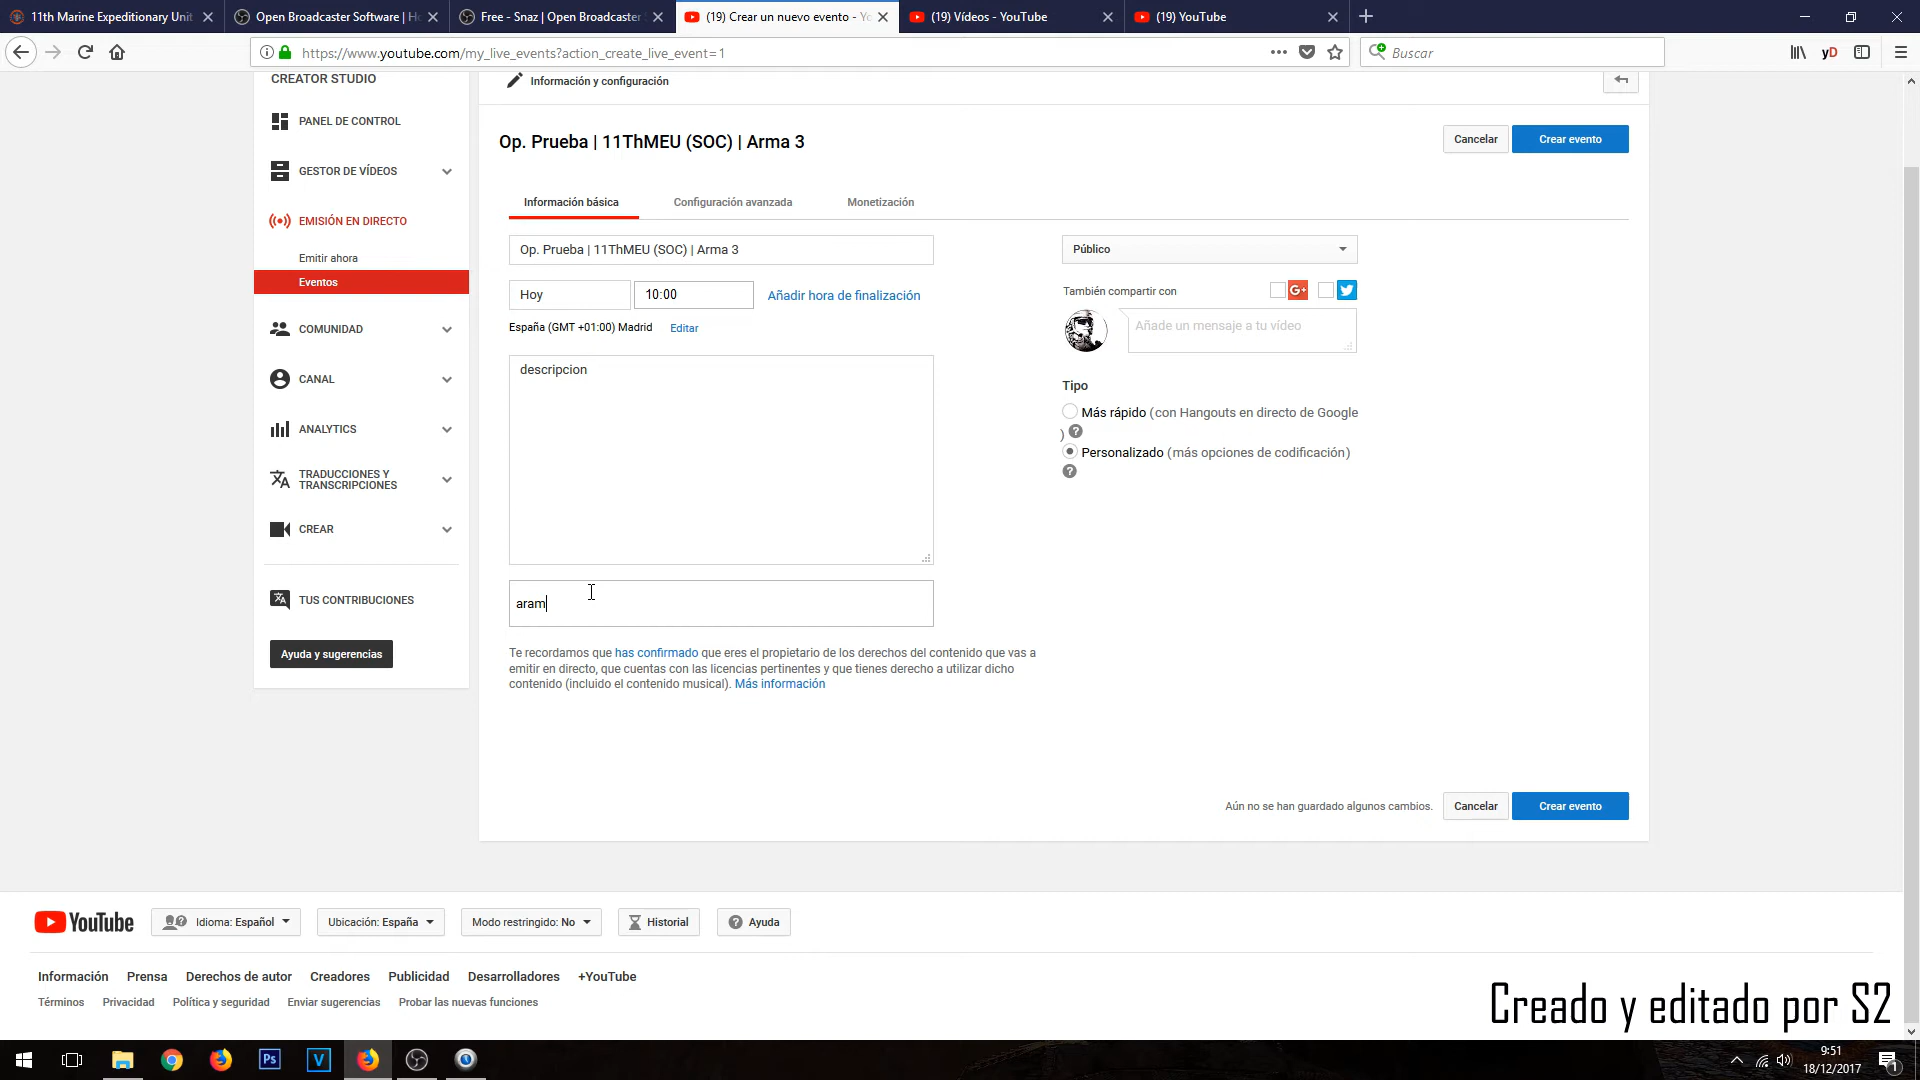 11th Marine Expeditionary Unit
Open Broadcaster Software | Ho
Free - Snaz | Open Broadcaster
(19) Crear un nuevo evento - Yo
(19) Vídeos - YouTube
(19) YouTube
https://www.youtube.com/my_live_events?action_create_live_event=1
Buscar
yD
CREATOR STUDIO
PANEL DE CONTROL
GESTOR DE VÍDEOS
EMISIÓN EN DIRECTO
Emitir ahora
Eventos
COMUNIDAD
CANAL
ANALYTICS
TRADUCCIONES Y
TRANSCRIPCIONES
CREAR
TUS CONTRIBUCIONES
Ayuda y sugerencias
Información y configuración
Op. Prueba | 11ThMEU (SOC) | Arma 3
Cancelar
Crear evento
Información básica
Configuración avanzada
Monetización
Op. Prueba | 11ThMEU (SOC) | Arma 3
Hoy
10:00
Añadir hora de finalización
España (GMT +01:00) Madrid
Editar
descripcion
aram
Te recordamos que has confirmado que eres el propietario de los derechos del contenido que vas a
emitir en directo, que cuentas con las licencias pertinentes y que tienes derecho a utilizar dicho
contenido (incluido el contenido musical). Más información
Público
También compartir con
G+
Añade un mensaje a tu vídeo
Tipo
Más rápido (con Hangouts en directo de Google
) ?
Personalizado (más opciones de codificación)
?
Aún no se han guardado algunos cambios.
Cancelar
Crear evento
YouTube
Idioma: Español
Ubicación: España
Modo restringido: No
Historial
Ayuda
Información
Prensa
Derechos de autor
Creadores
Publicidad
Desarrolladores
+YouTube
Términos
Privacidad
Política y seguridad
Enviar sugerencias
Probar las nuevas funciones
Creado y editado por S2
Ps
V
9:51
18/12/2017
1